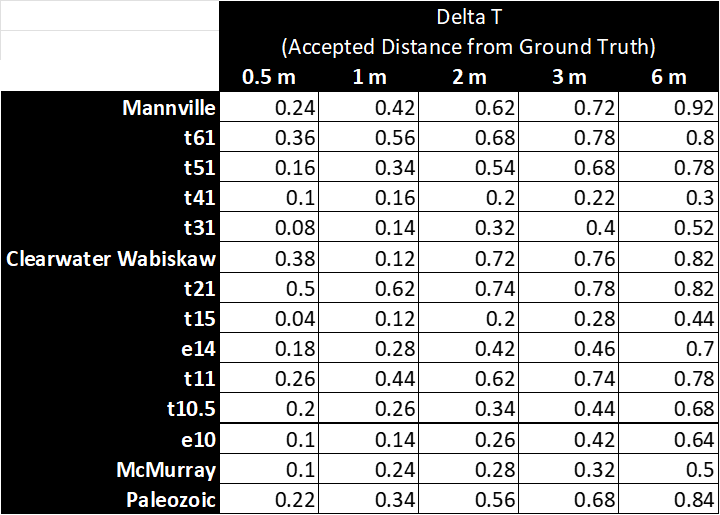 Delta T
(Accepted Distance from Ground Truth)
0.5 m 1 m 2 m 3 m 6 m
Mannville 0.24 0.42 0.62 0.72 0.92
t61 0.36 0.56 0.68 0.78 0.8
t51 0.16 0.34 0.54 0.68 0.78
t41 0.1 0.16 0.2 0.22 0.3
t31 0.08 0.14 0.32 0.4 0.52
Clearwater Wabiskaw 0.38 0.12 0.72 0.76 0.82
t21 0.5 0.62 0.74 0.78 0.82
t15 0.04 0.12 0.2 0.28 0.44
e14 0.18 0.28 0.42 0.46 0.7
t11 0.26 0.44 0.62 0.74 0.78
t10.5 0.2 0.26 0.34 0.44 0.68
e10 0.1 0.14 0.26 0.42 0.64
McMurray 0.1 0.24 0.28 0.32 0.5
Paleozoic 0.22 0.34 0.56 0.68 0.84